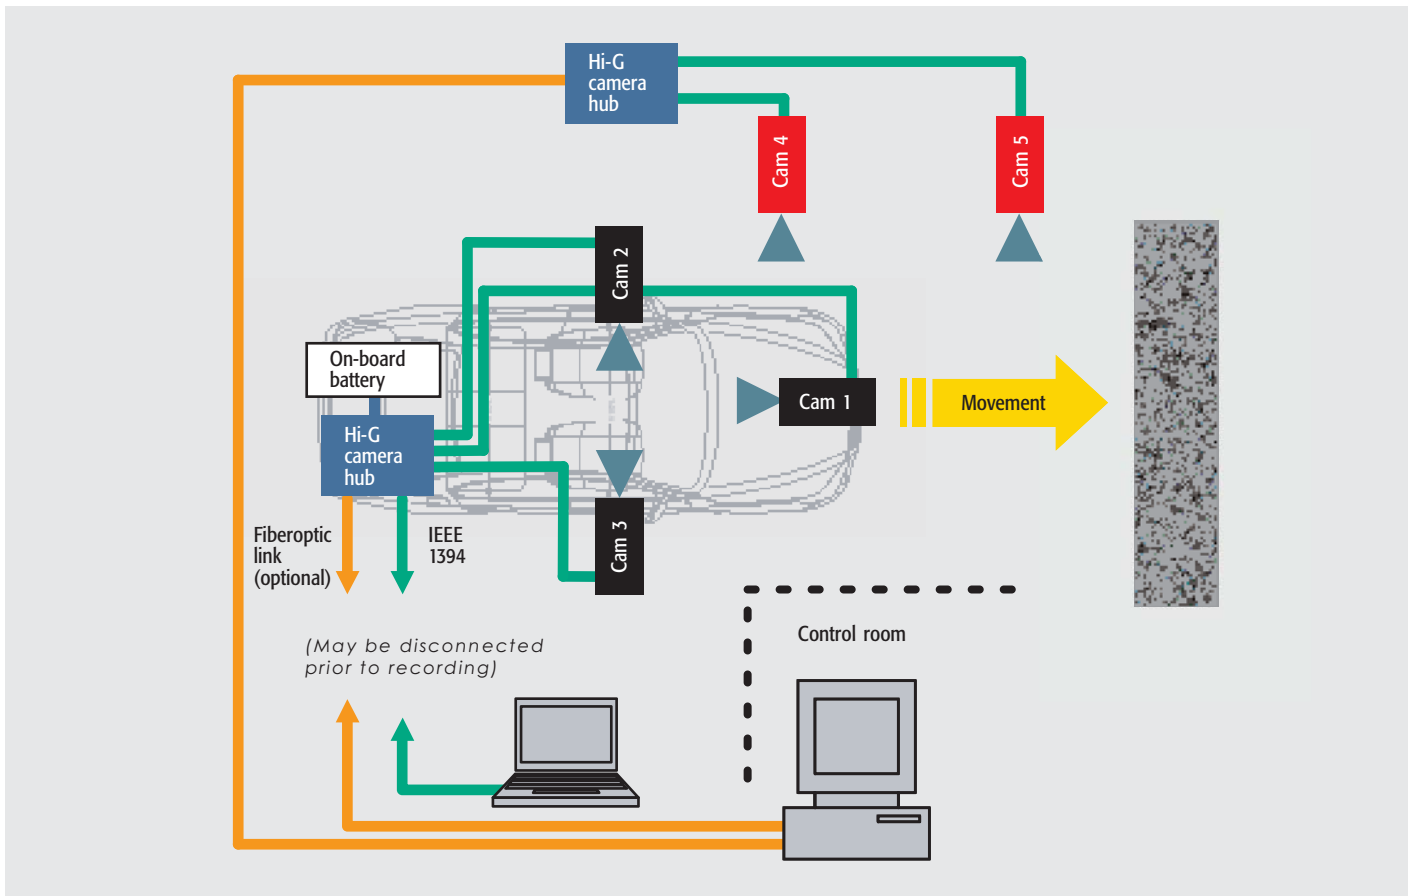 Hi-G
camera
hub
Cam 4
Cam 5
Cam 2
On-board
battery
Cam 1
Movement
Hi-G
camera
hub
Cam 3
Fiberoptic
link
(optional)
IEEE
1394
(May be disconnected
prior to recording)
Control room